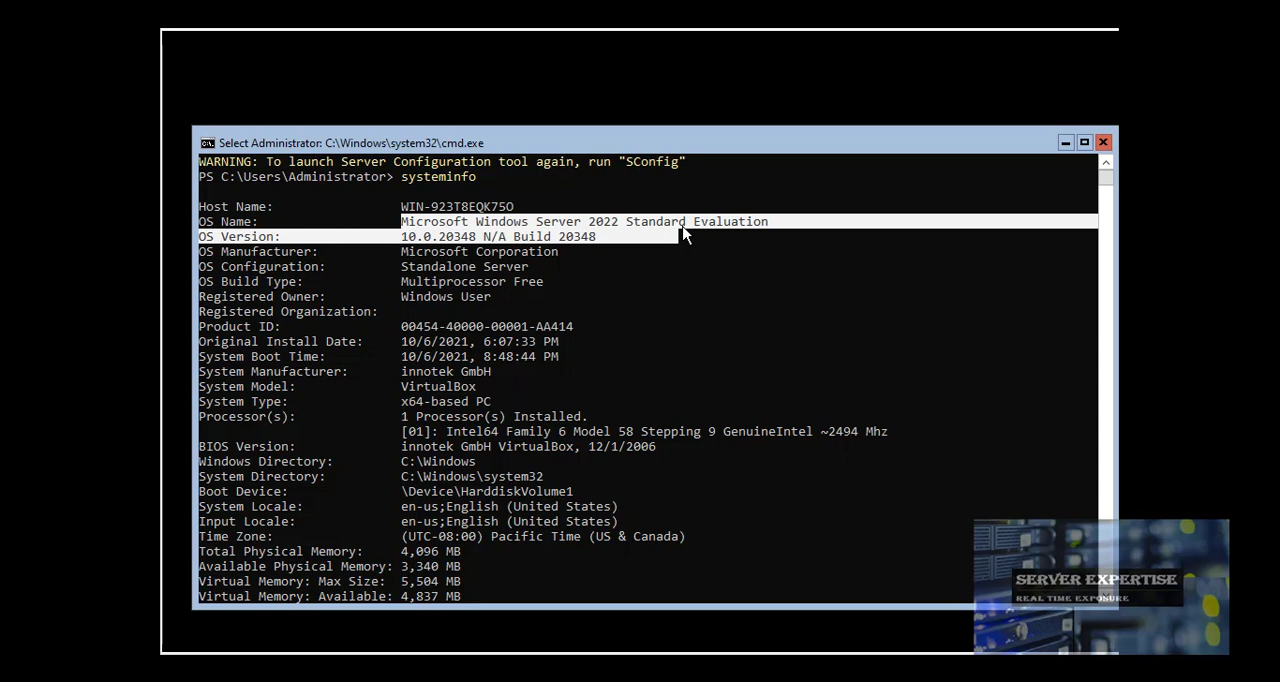 Select Administrator: C:\Windows\system32\cmd.exe
WARNING: To launch Server Configuration tool again, run "SConfig"
PS C:\Users\Administrator> systeminfo
Host Name: WIN-923T8EQK75O
OS Name: Microsoft Windows Server 2022 Standard Evaluation
OS Version: 10.0.20348 N/A Build 20348
OS Manufacturer: Microsoft Corporation
OS Configuration: Standalone Server
OS Build Type: Multiprocessor Free
Registered Owner: Windows User
Registered Organization:
Product ID: 00454-40000-00001-AA414
Original Install Date: 10/6/2021, 6:07:33 PM
System Boot Time: 10/6/2021, 8:48:44 PM
System Manufacturer: innotek GmbH
System Model: VirtualBox
System Type: x64-based PC
Processor(s): 1 Processor(s) Installed.
[01]: Intel64 Family 6 Model 58 Stepping 9 GenuineIntel ~2494 Mhz
BIOS Version: innotek GmbH VirtualBox, 12/1/2006
Windows Directory: C:\Windows
System Directory: C:\Windows\system32
Boot Device: \Device\HarddiskVolume1
System Locale: en-us;English (United States)
Input Locale: en-us;English (United States)
Time Zone: (UTC-08:00) Pacific Time (US & Canada)
Total Physical Memory: 4,096 MB
Available Physical Memory: 3,340 MB
Virtual Memory: Max Size: 5,504 MB
Virtual Memory: Available: 4,837 MB
SERVER EXPERTISE
REAL TIME EXPOSURE